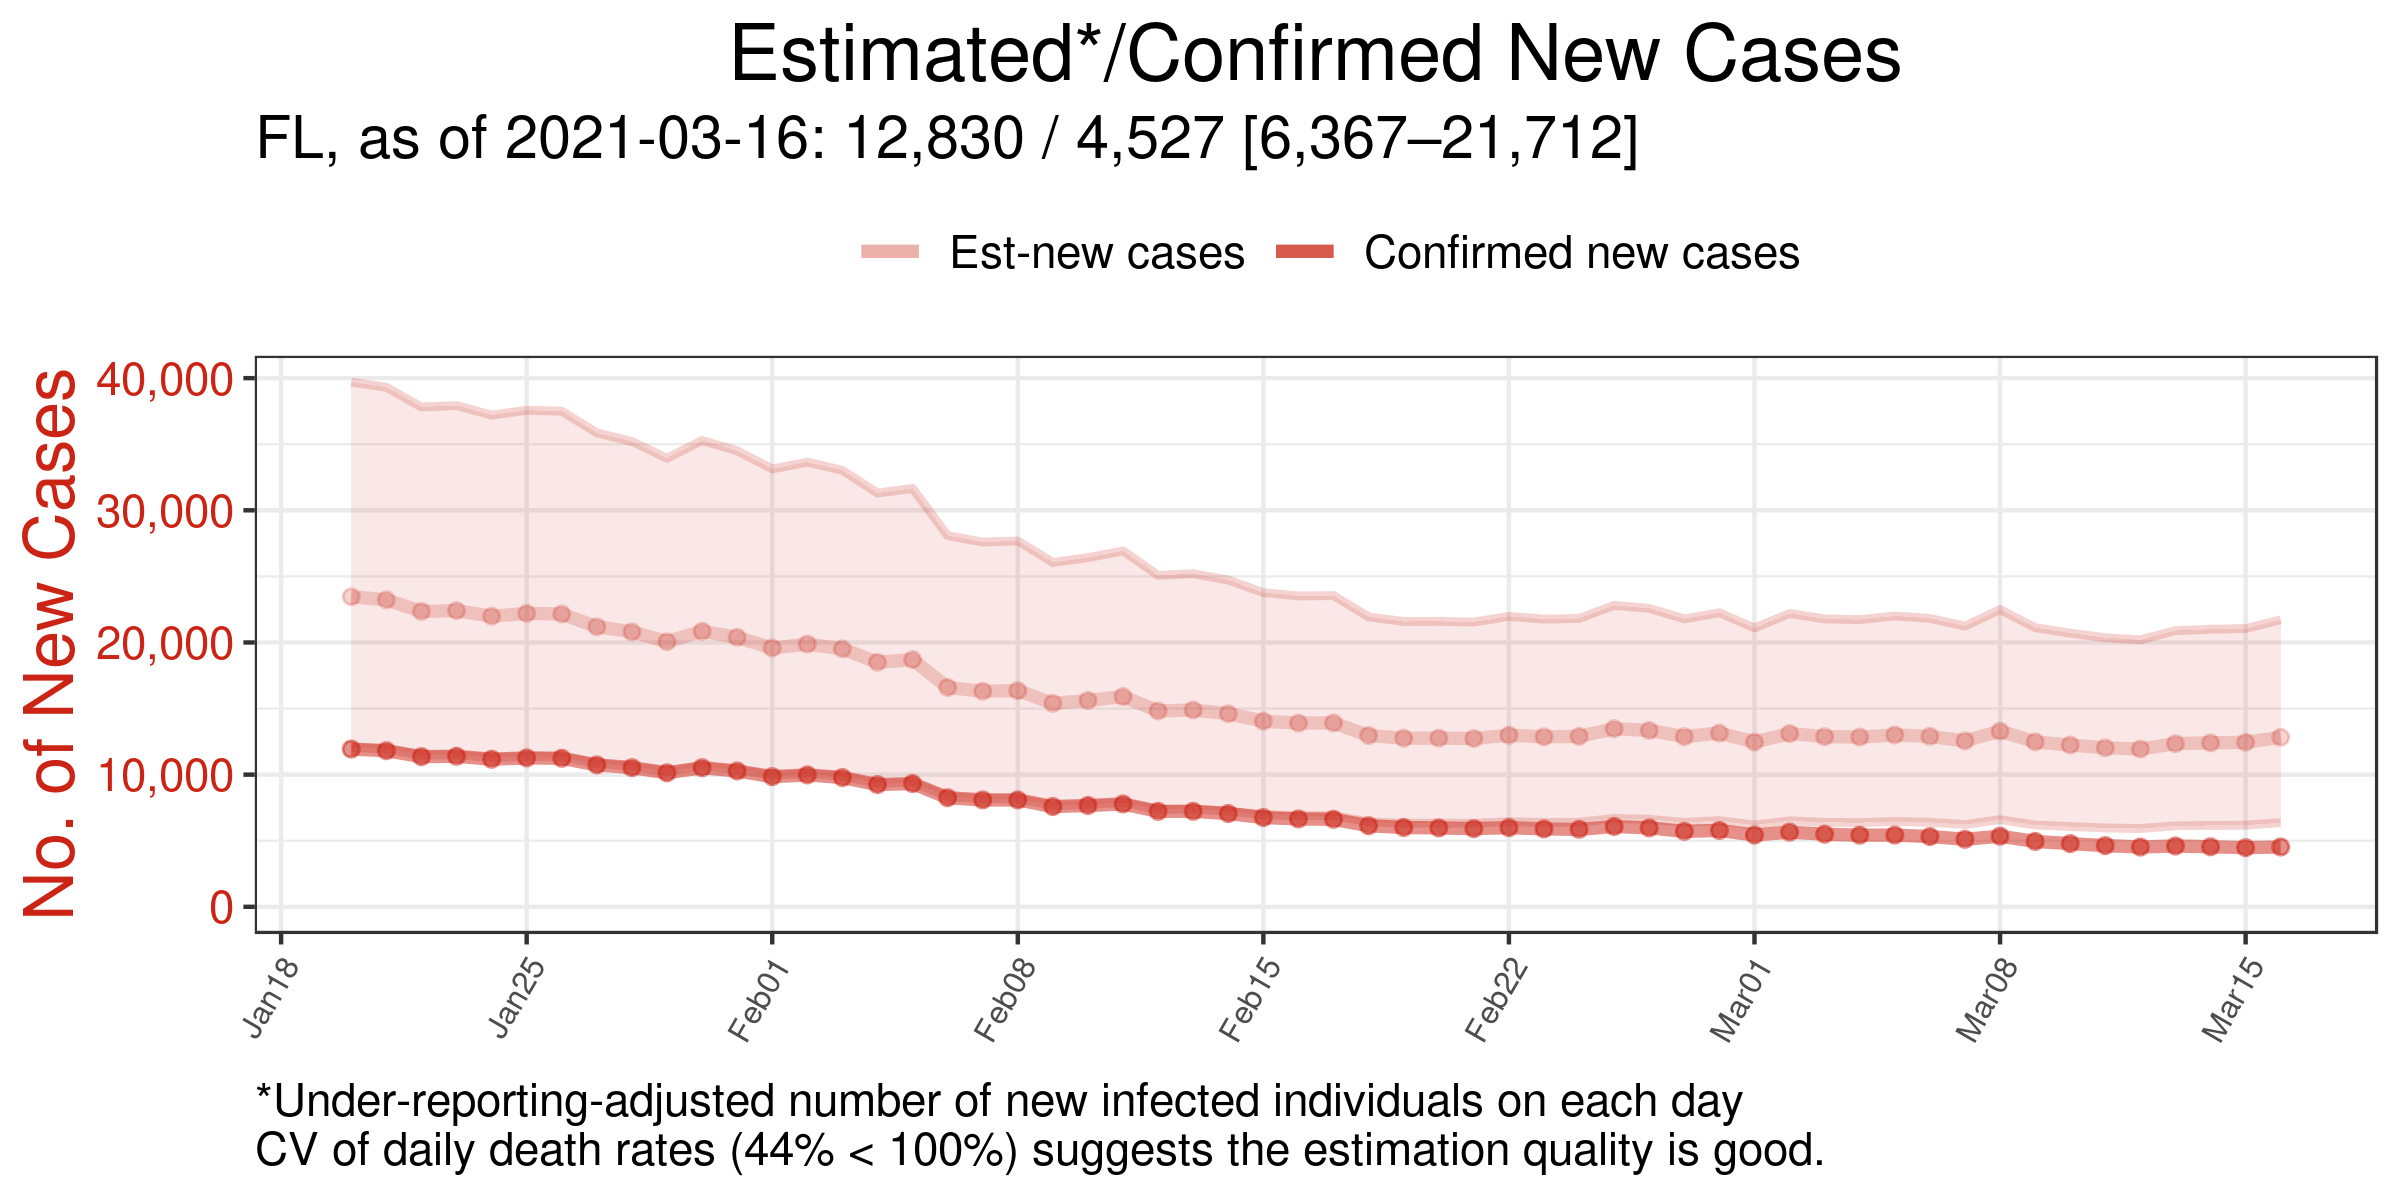 Estimated*/Confirmed New Cases
FL, as of 2021-03-16: 12,830 / 4,527 [6,367–21,712]
Est-new cases
Confirmed new cases
No. of New Cases
40,000
30,000
20,000
10,000
0
Jan18
Jan25
Feb01
Feb08
Feb15
Feb22
Mar01
Mar08
Mar15
*Under-reporting-adjusted number of new infected individuals on each day
CV of daily death rates (44% < 100%) suggests the estimation quality is good.